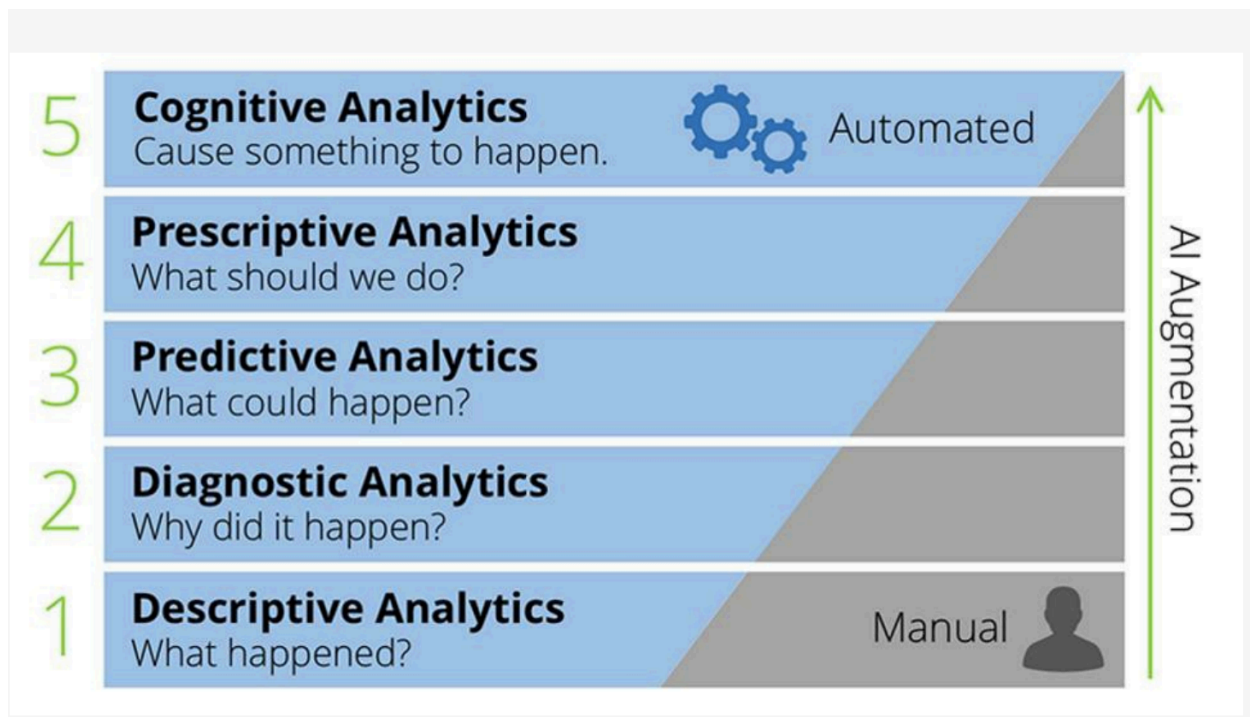 5
Cognitive Analytics
Cause something to happen.
Automated
4
Prescriptive Analytics
What should we do?
3
Predictive Analytics
What could happen?
2
Diagnostic Analytics
Why did it happen?
1
Descriptive Analytics
What happened?
Manual
AI Augmentation